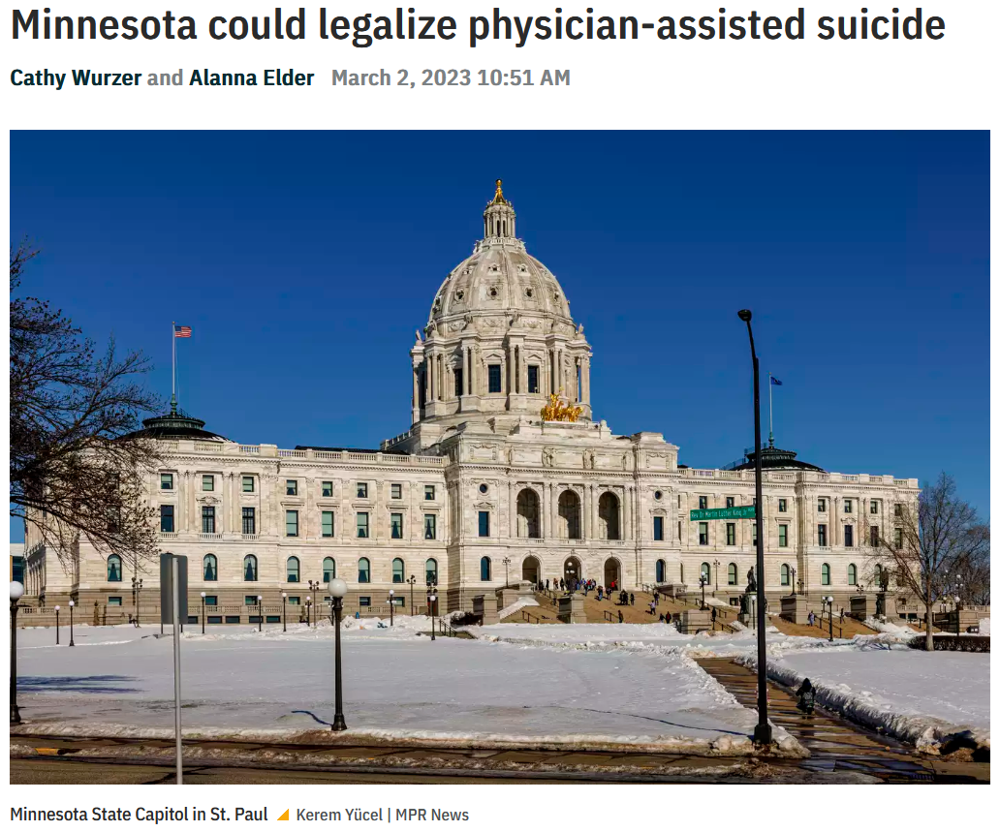 Minnesota could legalize physician-assisted suicide
Cathy Wurzer and Alanna Elder March 2, 2023 10:51 AM
Rev Dr Martin Luther King Jr
Minnesota State Capitol in St. Paul Kerem Yücel | MPR News